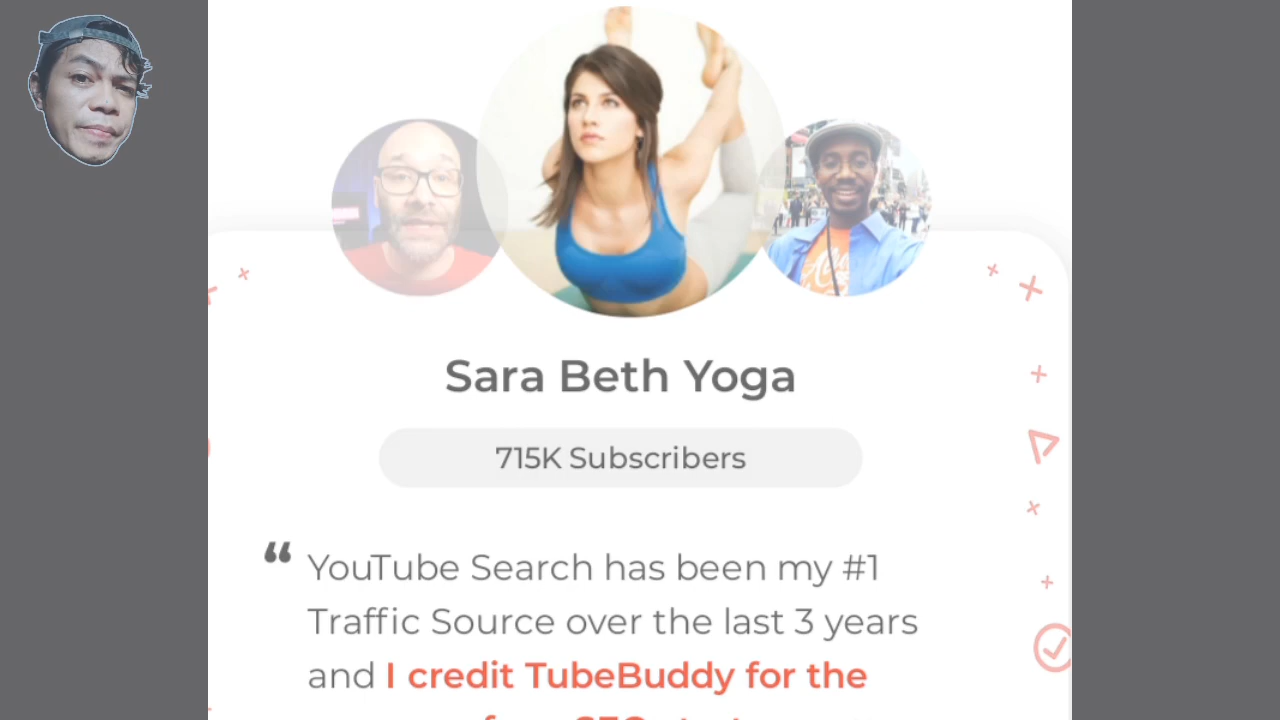 Sara Beth Yoga
715K Subscribers
“ YouTube Search has been my #1
Traffic Source over the last 3 years
and I credit TubeBuddy for the